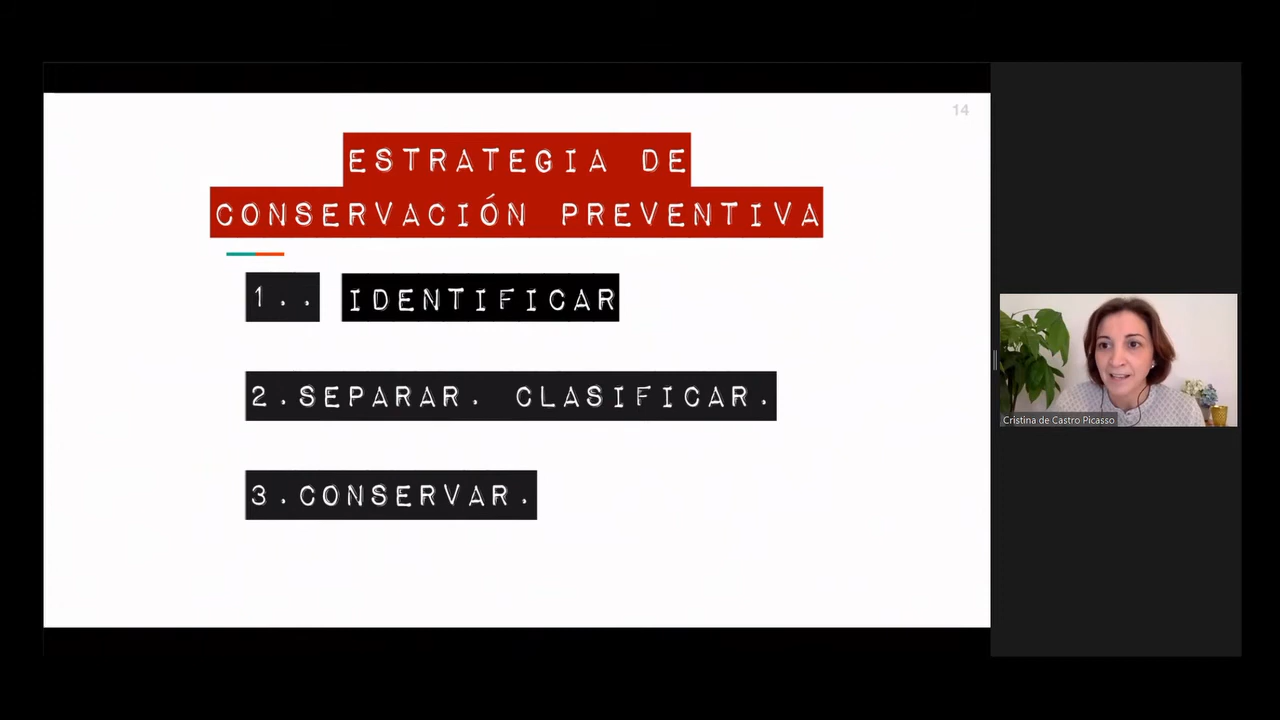 14
ESTRATEGIA DE
CONSERVACIÓN PREVENTIVA
1.. IDENTIFICAR
2.SEPARAR. CLASIFICAR.
3.CONSERVAR.
Cristina de Castro Picasso